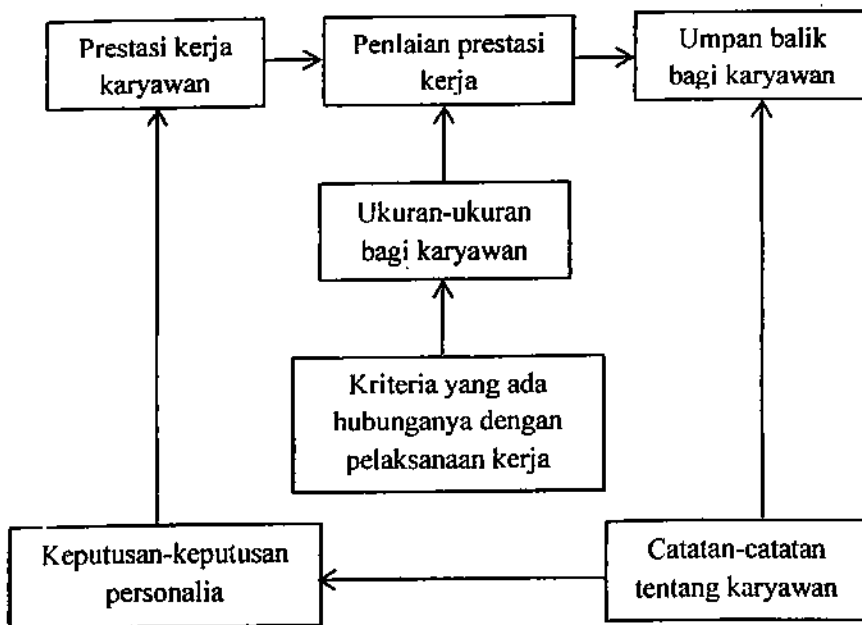 Prestasi kerja
karyawan
Penlaian prestasi
kerja
Umpan balik
bagi karyawan
Ukuran-ukuran
bagi karyawan
Kriteria yang ada
hubunganya dengan
pelaksanaan kerja
Keputusan-keputusan
personalia
Catatan-catatan
tentang karyawan